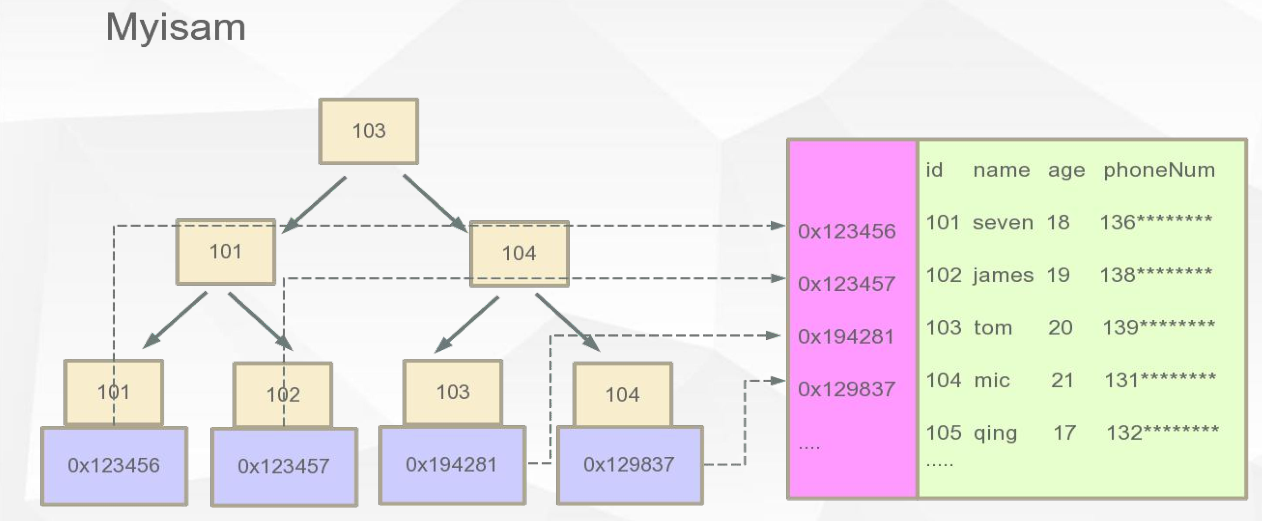 Myisam
103
101
104
101
102
103
104
0x123456
0x123457
0x194281
0x129837
0x123456
0x123457
0x194281
0x129837
....
id name age phoneNum
101 seven 18 136********
102 james 19 138********
103 tom 20 139********
104 mic 21 131********
105 qing 17 132********
.....